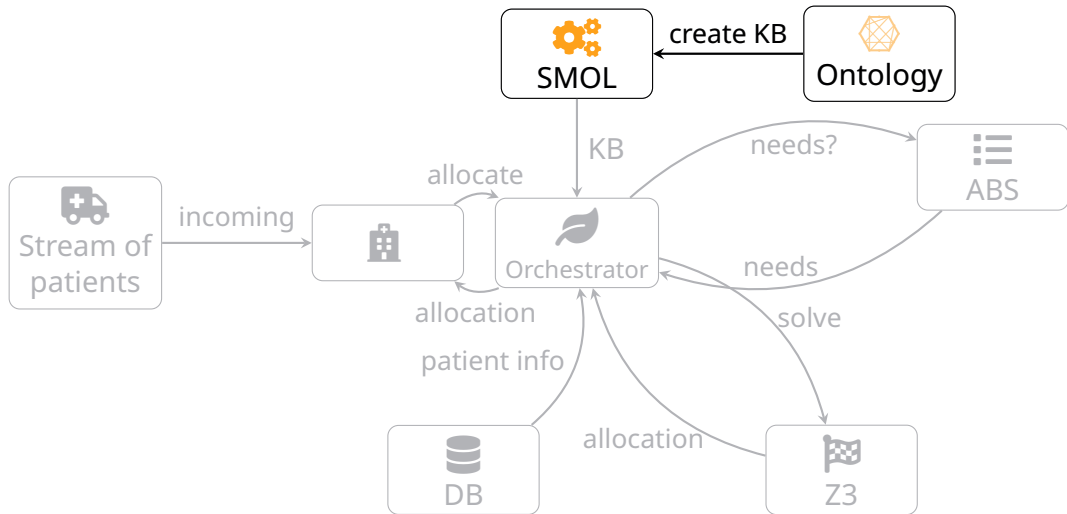 create KB
SMOL
Ontology
KB
needs?
allocate
ABS
incoming
Stream of
patients
Orchestrator
needs
allocation
solve
patient info
allocation
DB
Z3